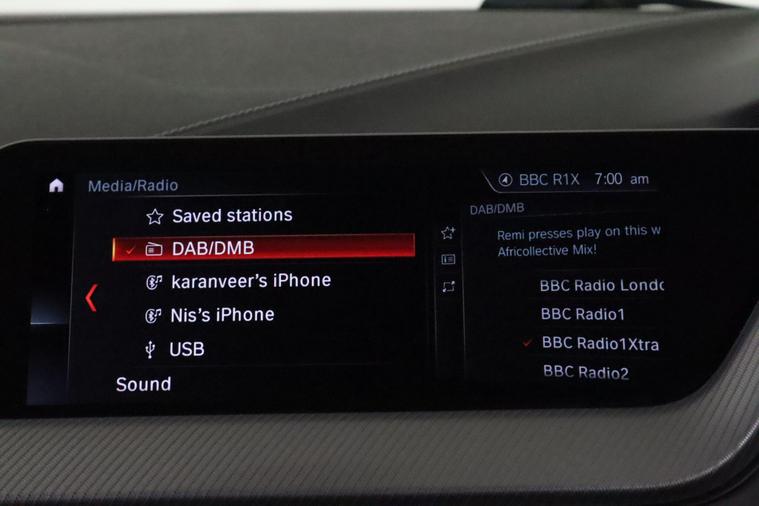 Media/Radio
Saved stations
DAB/DMB
karanveer's iPhone
Nis's iPhone
USB
Sound
BBC R1X 7:00 am
DAB/DMB
Remi presses play on this w
Africollective Mix!
BBC Radio Londo
BBC Radio1
BBC Radio1Xtra
BBC Radio2